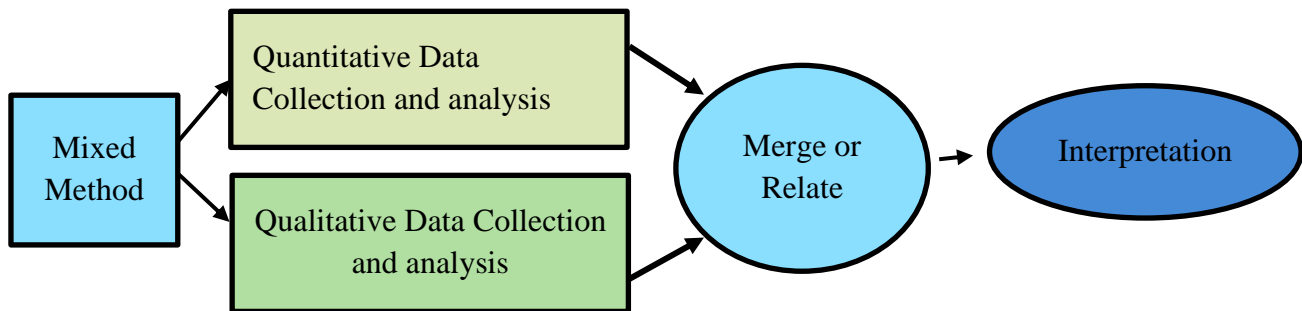 Mixed
Method
Quantitative Data
Collection and analysis
Qualitative Data Collection
and analysis
Merge or
Relate
Interpretation